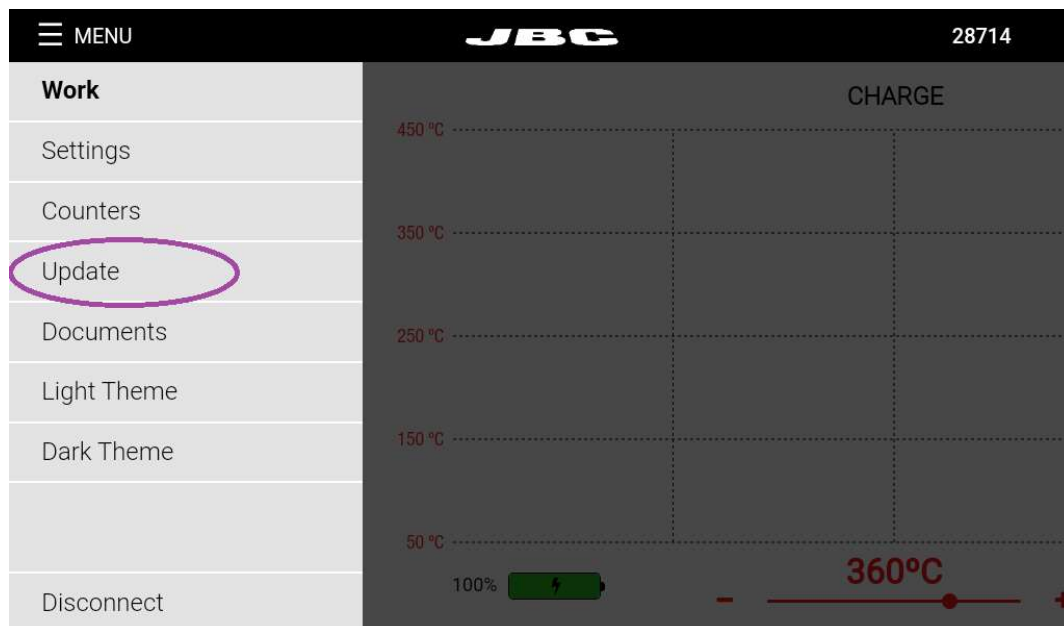 MENU
JBC
28714
Work
Settings
Counters
Update
Documents
Light Theme
Dark Theme
Disconnect
CHARGE
450 ºC
350 ºC
250 ºC
150 ºC
50 ºC
100%
360ºC
- +